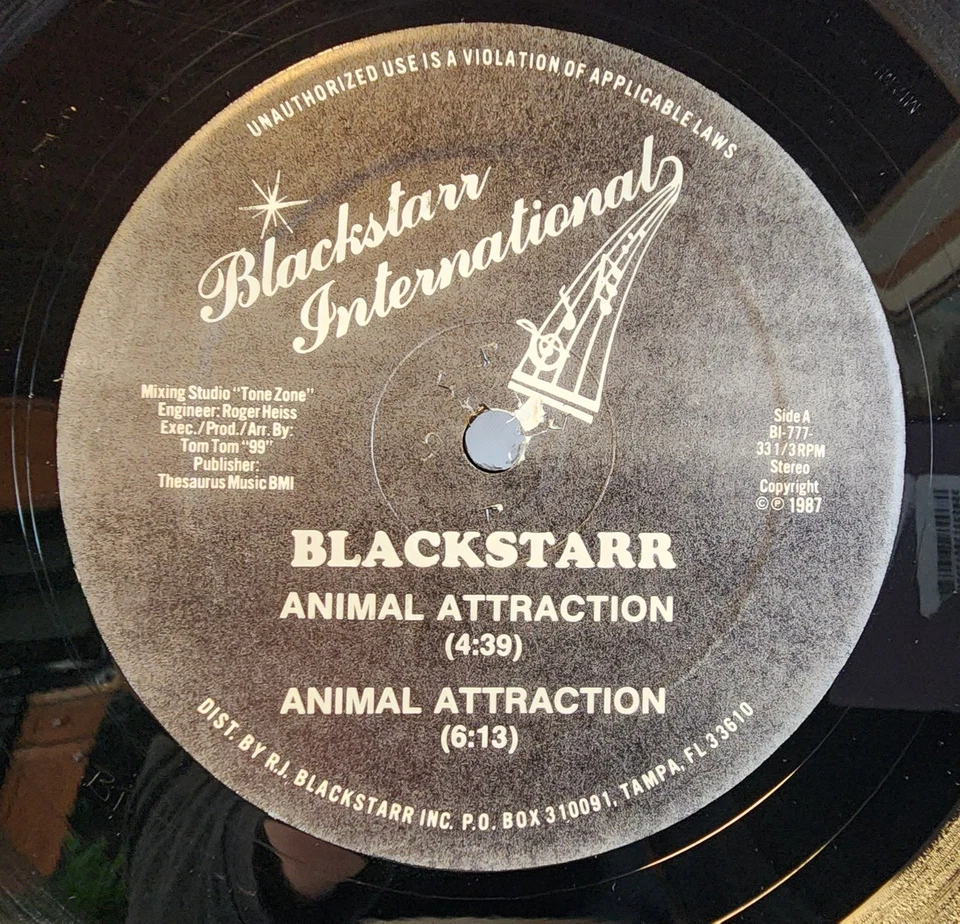 UNAUTHORIZED USE IS A VIOLATION OF APPLICABLE LAWS
Blackstarr
International
Mixing Studio "Tone Zone"
Engineer: Roger Heiss
Exec./Prod./Arr. By:
Tom Tom "99"
Publisher:
Thesaurus Music BMI
Side A
BI-777-
33 1/3 RPM
Stereo
Copyright
© ℗ 1987
BLACKSTARR
ANIMAL ATTRACTION
(4:39)
ANIMAL ATTRACTION
(6:13)
DIST. BY R.J. BLACKSTARR INC. P.O. BOX 310091, TAMPA, FL 33610